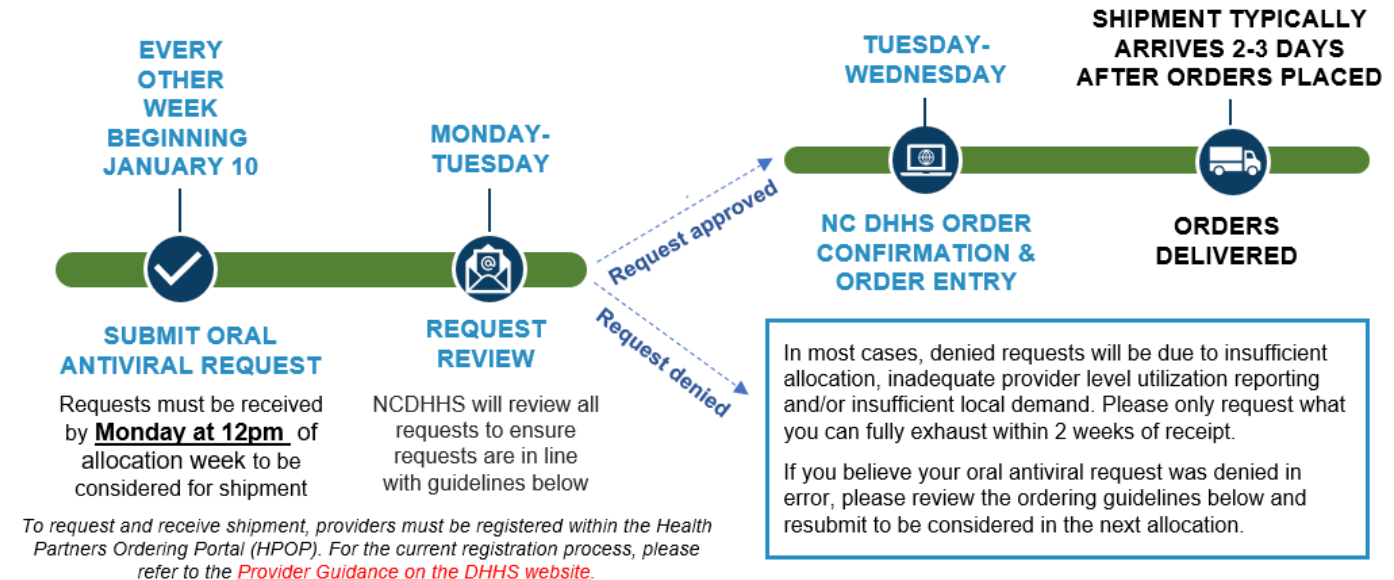 EVERY
OTHER
WEEK
BEGINNING
JANUARY 10
SUBMIT ORAL
ANTIVIRAL REQUEST
Requests must be received
by Monday at 12pm of
allocation week to be
considered for shipment
MONDAY-
TUESDAY
REQUEST
REVIEW
NCDHHS will review all
requests to ensure
requests are in line
with guidelines below
To request and receive shipment, providers must be registered within the Health
Partners Ordering Portal (HPOP). For the current registration process, please
refer to the Provider Guidance on the DHHS website.
Request approved
TUESDAY-
WEDNESDAY
NC DHHS ORDER
CONFIRMATION &
ORDER ENTRY
SHIPMENT TYPICALLY
ARRIVES 2-3 DAYS
AFTER ORDERS PLACED
ORDERS
DELIVERED
Request denied
In most cases, denied requests will be due to insufficient
allocation, inadequate provider level utilization reporting
and/or insufficient local demand. Please only request what
you can fully exhaust within 2 weeks of receipt.
If you believe your oral antiviral request was denied in
error, please review the ordering guidelines below and
resubmit to be considered in the next allocation.